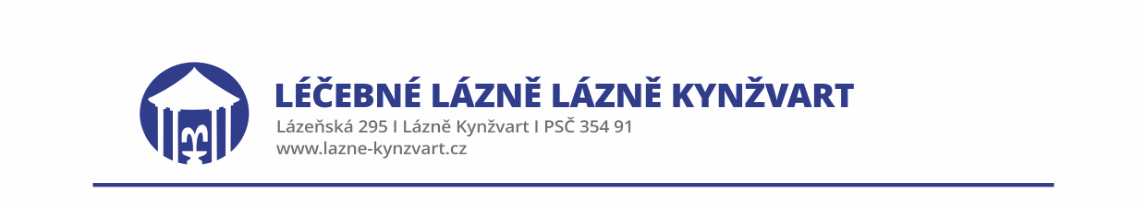 LÉČEBNÉ LÁZNĚ LÁZNĚ KYNŽVART
Lázeňská 295 I Lázně Kynžvart I PSČ 354 91
www.lazne-kynzvart.cz